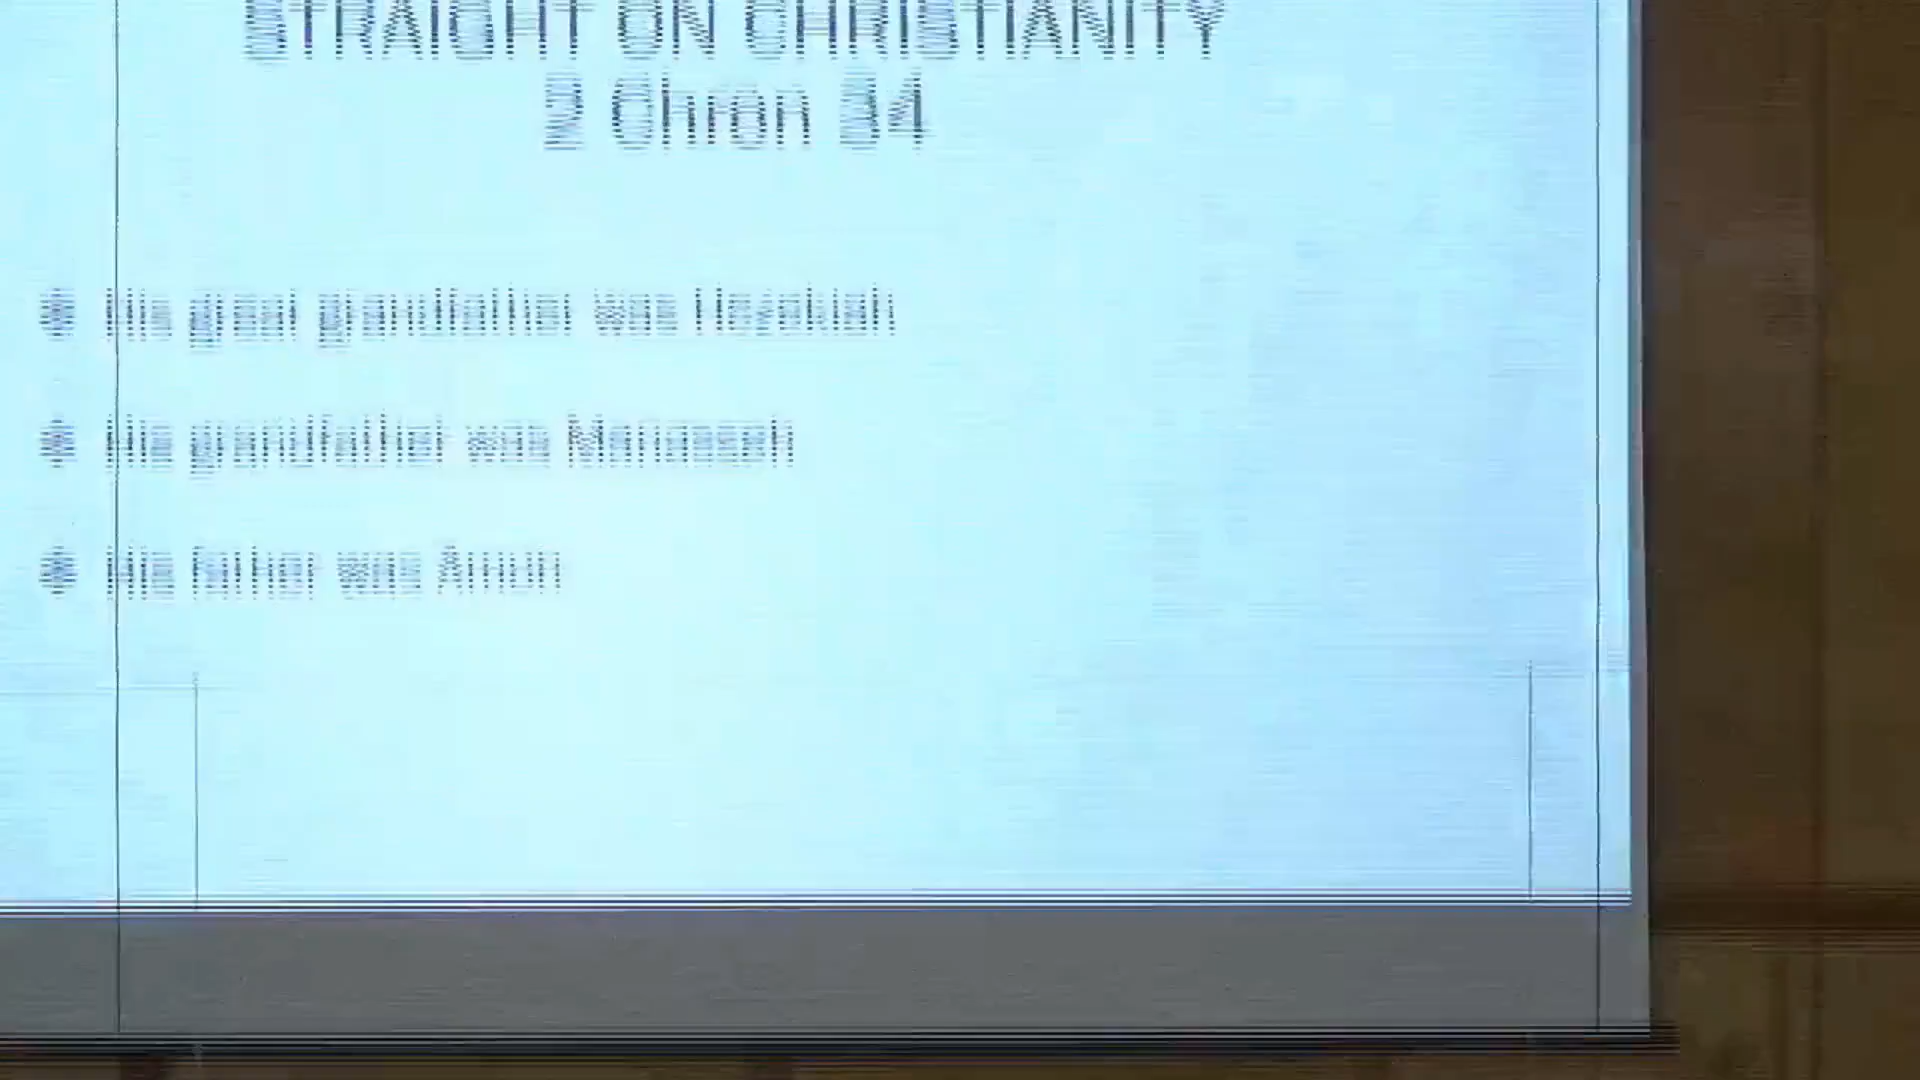 STRAIGHT ON CHRISTIANITY
2 Chron 34
• His great grandfather was Hezekiah
• His grandfather was Manasseh
• His father was Amon